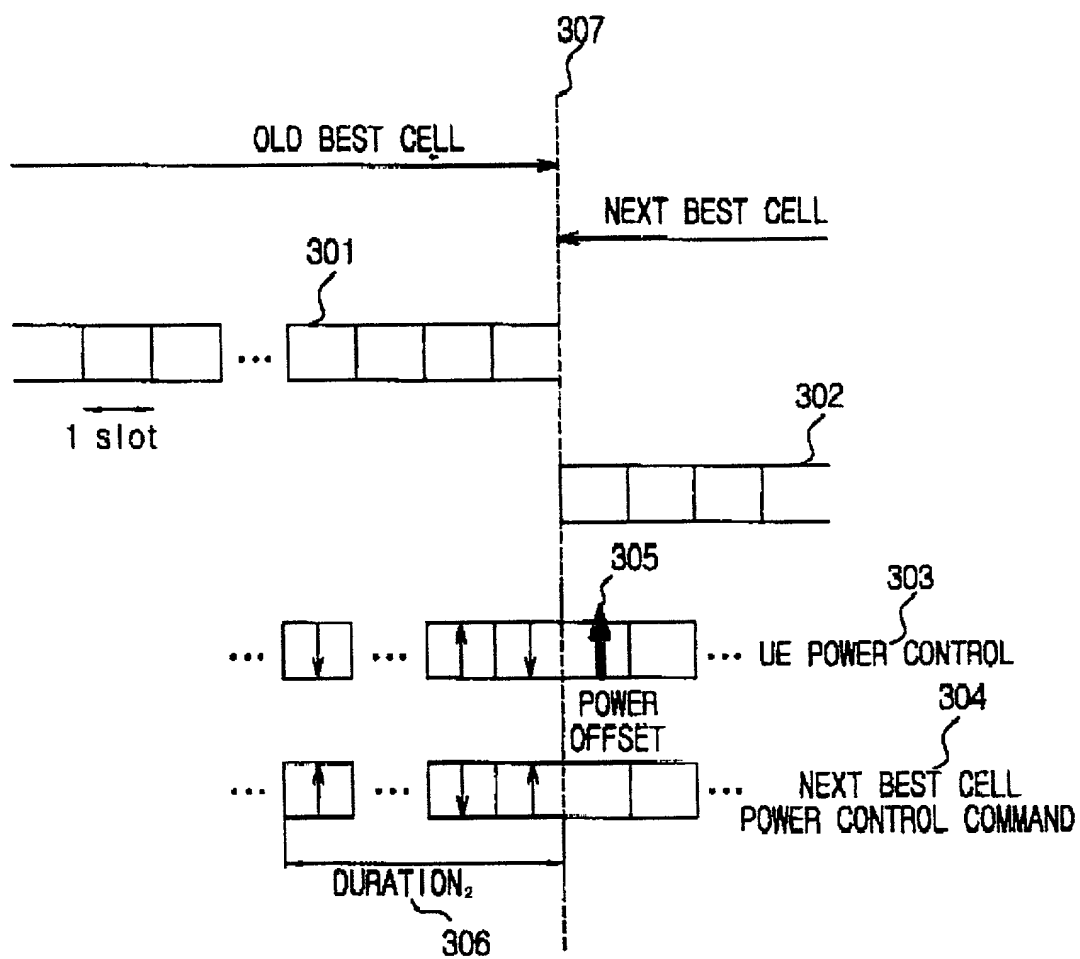 307
OLD BEST CELL
NEXT BEST CELL
301
...
1 slot
302
305
303
... ... ... UE POWER CONTROL
POWER
OFFSET
304
... ... ... NEXT BEST CELL
POWER CONTROL COMMAND
DURATION₂
306